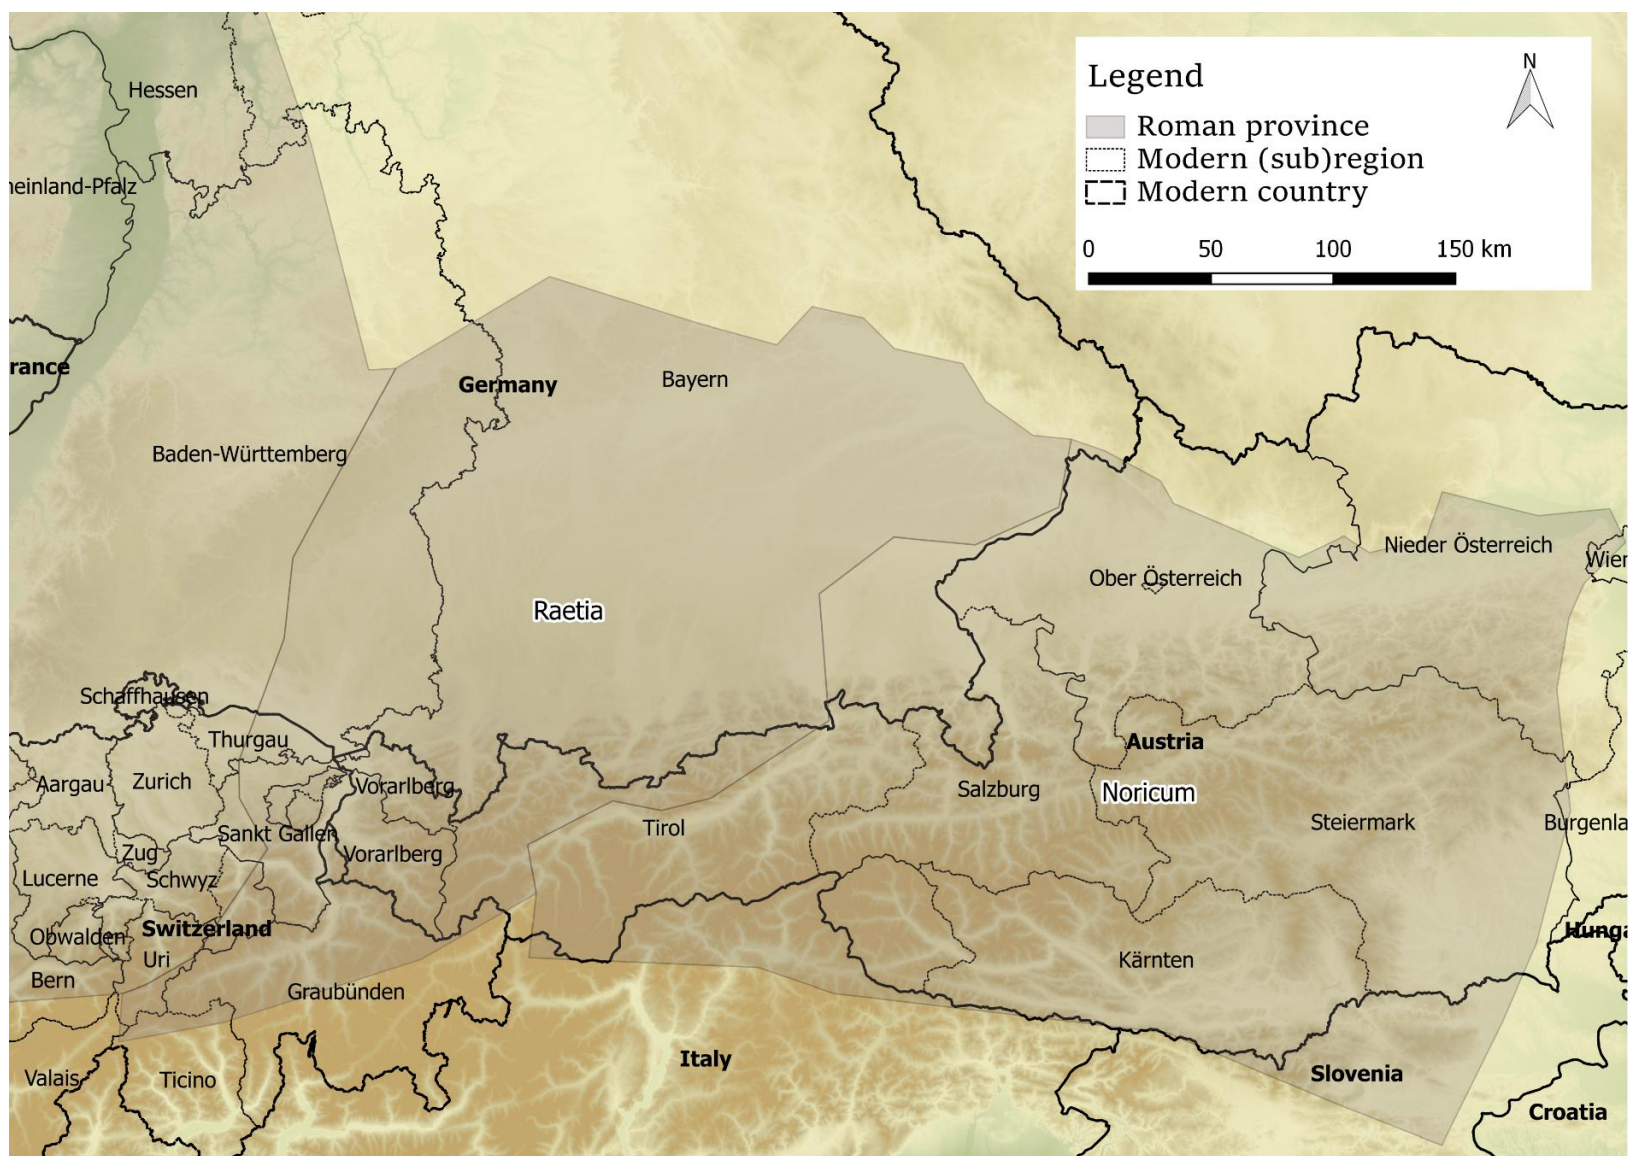 Hessen
Legend
N
Roman province
Modern (sub)region
Modern country
0 50 100 150 km
heinland-Pfalz
rance
Germany
Bayern
Baden-Württemberg
Nieder Österreich
Wien
Ober Österreich
Raetia
Schaffhausen
Thurgau
Austria
Aargau
Zurich
Vorarlberg
Salzburg
Noricum
Sankt Gallen
Tirol
Steiermark
Burgenla
Zug
Vorarlberg
Lucerne
Schwyz
Switzerland
Obwalden
Hunga
Uri
Kärnten
Bern
Graubünden
Italy
Valais
Ticino
Slovenia
Croatia